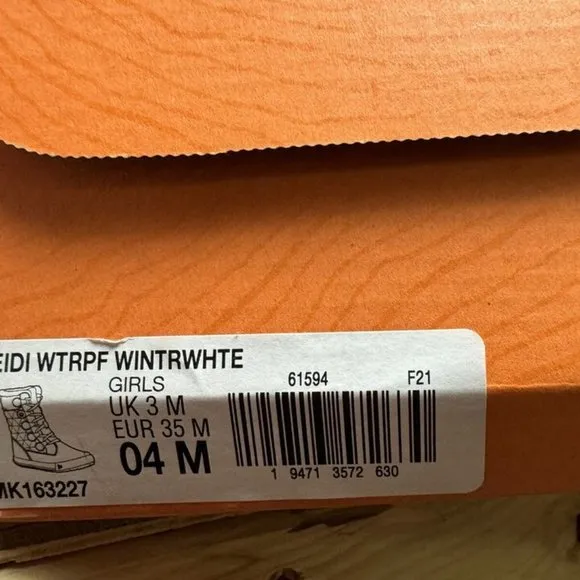 EIDI WTRPF WINTRWHTE
GIRLS
UK 3 M
EUR 35 M
04 M
61594 F21
1 9471 3572 630
MK163227